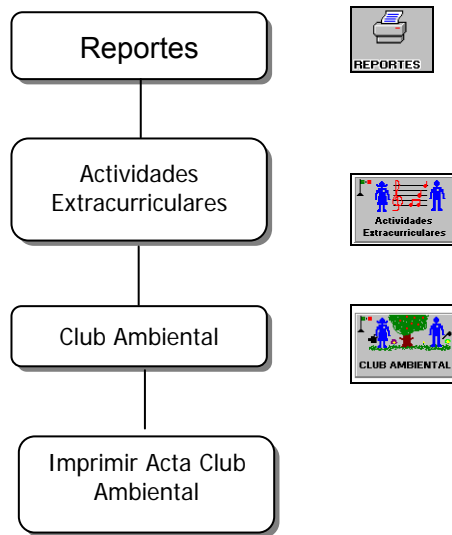 Reportes
REPORTES
Actividades
Extracurriculares
Actividades
Extracurriculares
Club Ambiental
CLUB AMBIENTAL
Imprimir Acta Club
Ambiental